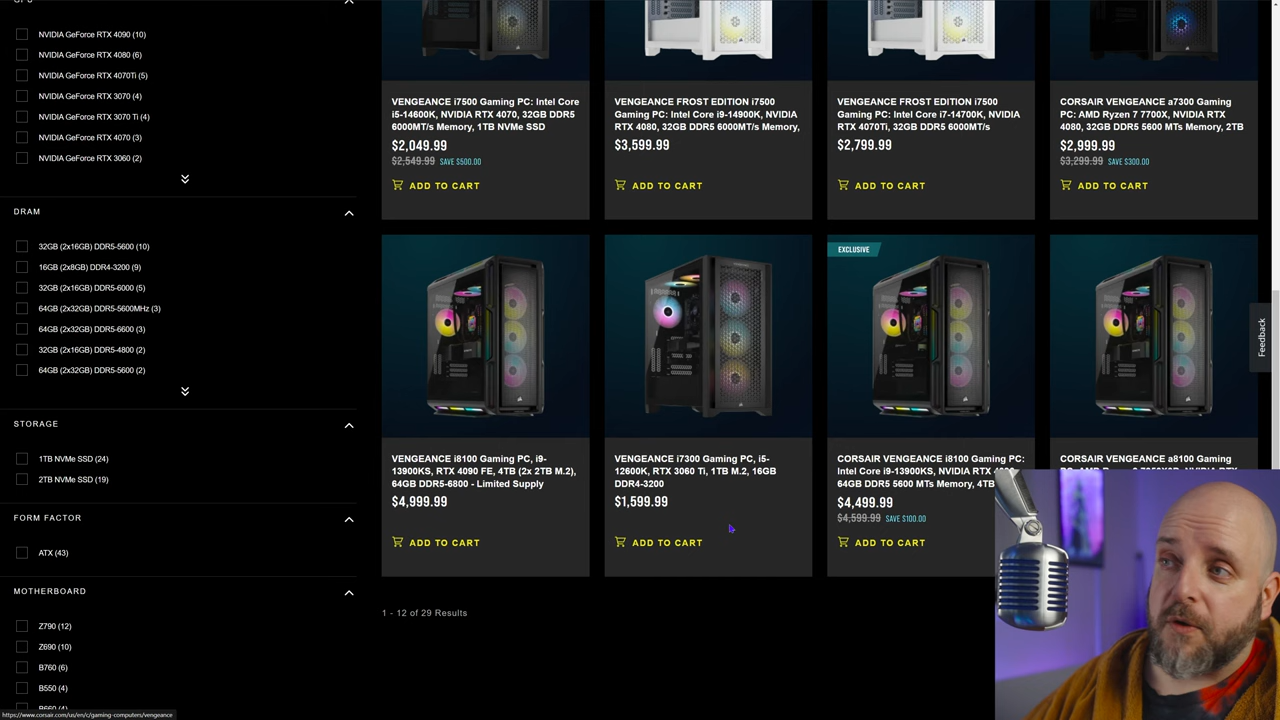 NVIDIA GeForce RTX 4090 (10)
NVIDIA GeForce RTX 4080 (6)
NVIDIA GeForce RTX 4070Ti (5)
NVIDIA GeForce RTX 3070 (4)
NVIDIA GeForce RTX 3070 Ti (4)
NVIDIA GeForce RTX 4070 (3)
NVIDIA GeForce RTX 3060 (2)
DRAM
32GB (2x16GB) DDR5-5600 (10)
16GB (2x8GB) DDR4-3200 (9)
32GB (2x16GB) DDR5-6000 (5)
64GB (2x32GB) DDR5-5600MHz (3)
64GB (2x32GB) DDR5-6600 (3)
32GB (2x16GB) DDR5-4800 (2)
64GB (2x32GB) DDR5-5600 (2)
STORAGE
1TB NVMe SSD (24)
2TB NVMe SSD (19)
FORM FACTOR
ATX (43)
MOTHERBOARD
Z790 (12)
Z690 (10)
B760 (6)
B550 (4)
B660 (4)
https://www.corsair.com/us/en/c/gaming-computers/vengeance
VENGEANCE i7500 Gaming PC: Intel Core
i5-14600K, NVIDIA RTX 4070, 32GB DDR5
6000MT/s Memory, 1TB NVMe SSD
$2,049.99
$2,549.99 SAVE $500.00
ADD TO CART
VENGEANCE FROST EDITION i7500
Gaming PC: Intel Core i9-14900K, NVIDIA
RTX 4080, 32GB DDR5 6000MT/s Memory,
$3,599.99
ADD TO CART
VENGEANCE FROST EDITION i7500
Gaming PC: Intel Core i7-14700K, NVIDIA
RTX 4070Ti, 32GB DDR5 6000MT/s
$2,799.99
ADD TO CART
CORSAIR VENGEANCE a7300 Gaming
PC: AMD Ryzen 7 7700X, NVIDIA RTX
4080, 32GB DDR5 5600 MTs Memory, 2TB
$2,999.99
$3,299.99 SAVE $300.00
ADD TO CART
VENGEANCE i8100 Gaming PC, i9-
13900KS, RTX 4090 FE, 4TB (2x 2TB M.2),
64GB DDR5-6800 - Limited Supply
$4,999.99
ADD TO CART
VENGEANCE i7300 Gaming PC, i5-
12600K, RTX 3060 Ti, 1TB M.2, 16GB
DDR4-3200
$1,599.99
ADD TO CART
EXCLUSIVE
CORSAIR VENGEANCE i8100 Gaming PC:
Intel Core i9-13900KS, NVIDIA RTX
64GB DDR5 5600 MTs Memory, 4TB
$4,499.99
$4,599.99 SAVE $100.00
ADD TO CART
CORSAIR VENGEANCE a8100 Gaming
1 - 12 of 29 Results
Feedback